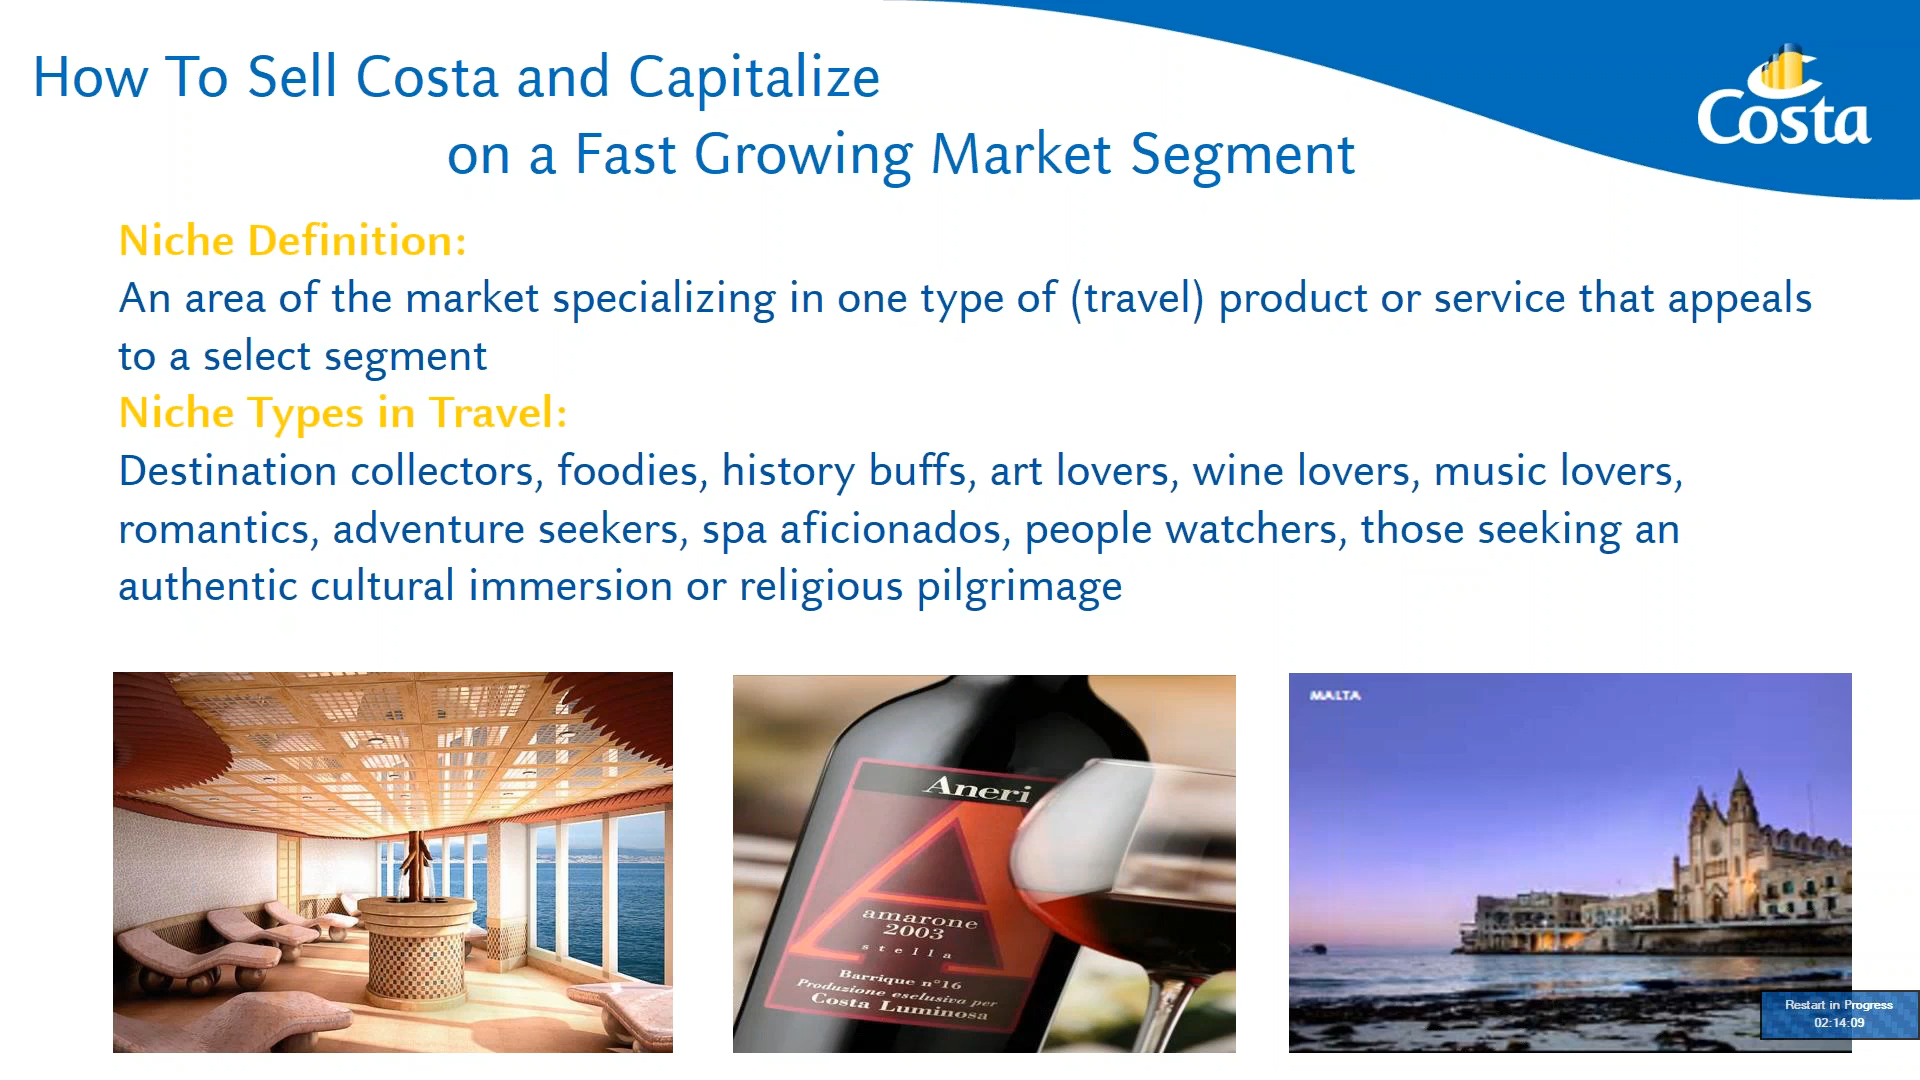 How To Sell Costa and Capitalize
on a Fast Growing Market Segment
Costa
Niche Definition:
An area of the market specializing in one type of (travel) product or service that appeals
to a select segment
Niche Types in Travel:
Destination collectors, foodies, history buffs, art lovers, wine lovers, music lovers,
romantics, adventure seekers, spa aficionados, people watchers, those seeking an
authentic cultural immersion or religious pilgrimage
Aneri
amarone
2003
stella
Barrique n°16
Produzione esclusiva per
Costa Luminosa
MALTA
Restart in Progress
02:14:09